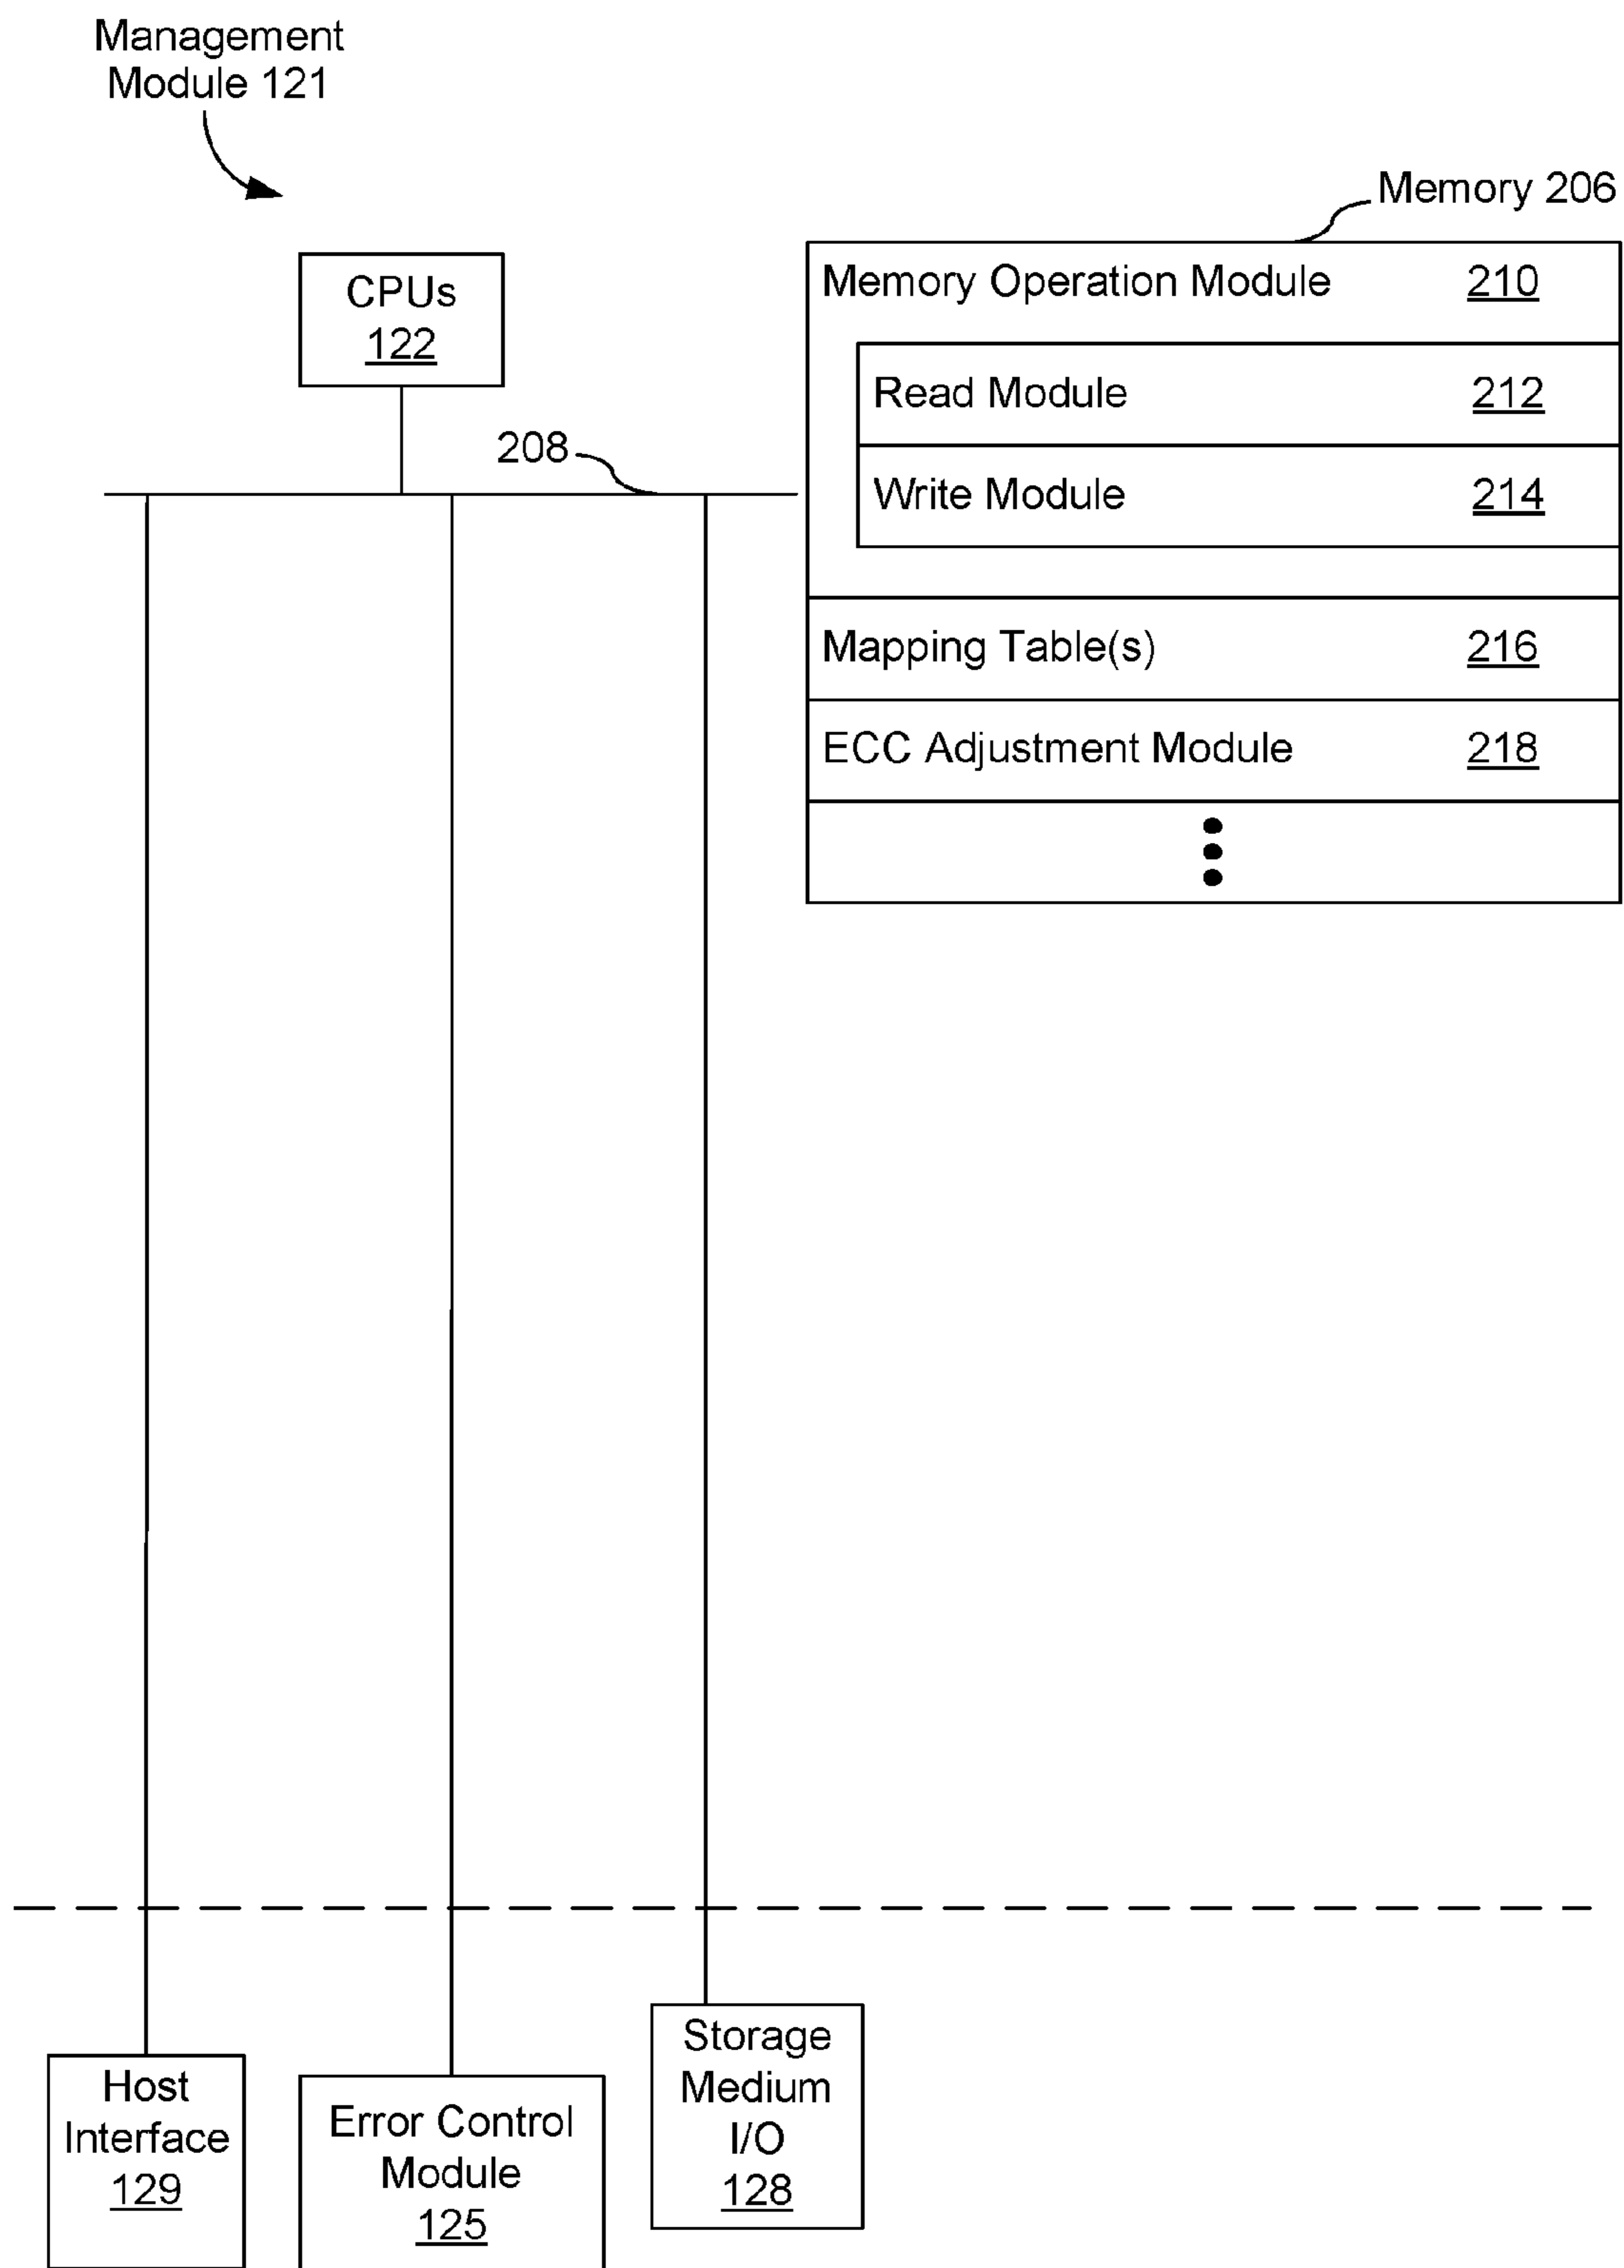 Management
Module 121
Memory 206
CPUs
122
208
Memory Operation Module 210
Read Module 212
Write Module 214
Mapping Table(s) 216
ECC Adjustment Module 218
Host
Interface
129
Error Control
Module
125
Storage
Medium
I/O
128